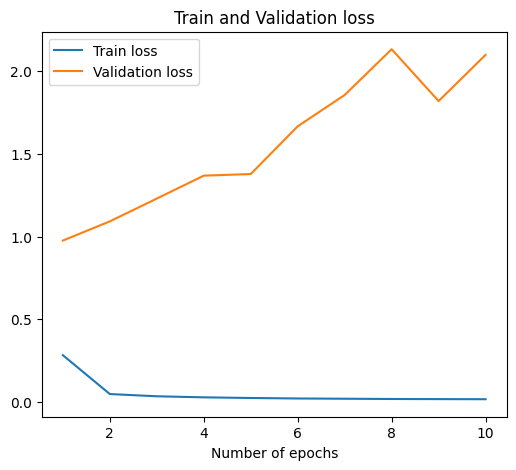 Train and Validation loss
Train loss
Validation loss
2.0
1.5
1.0
0.5
0.0
2
4
6
8
10
Number of epochs